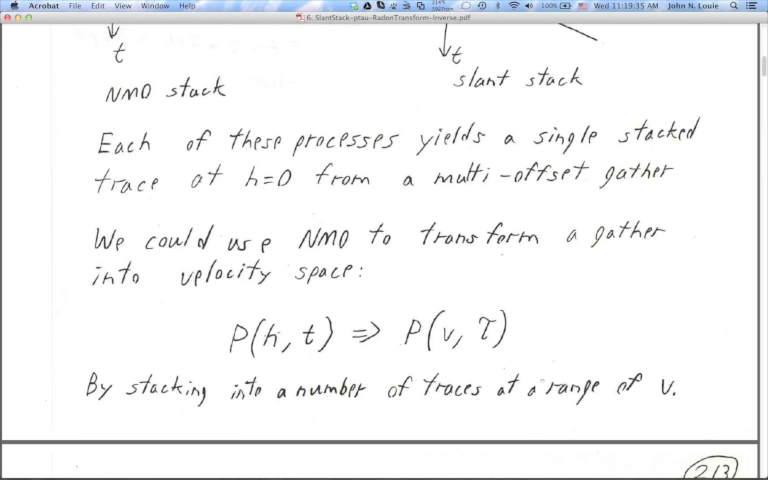 Acrobat File Edit View Window Help
100% Wed 11:19:35 AM John N. Louie
6. SlantStack-ptau-RadonTransform-Inverse.pdf
t
t
NMO stack
slant stack
Each of these processes yields a single stacked
trace at h=0 from a multi-offset gather
We could use NMO to transform a gather
into velocity space:
P(h, t) ⇒ P(v, τ)
By stacking into a number of traces at a range of v.
213